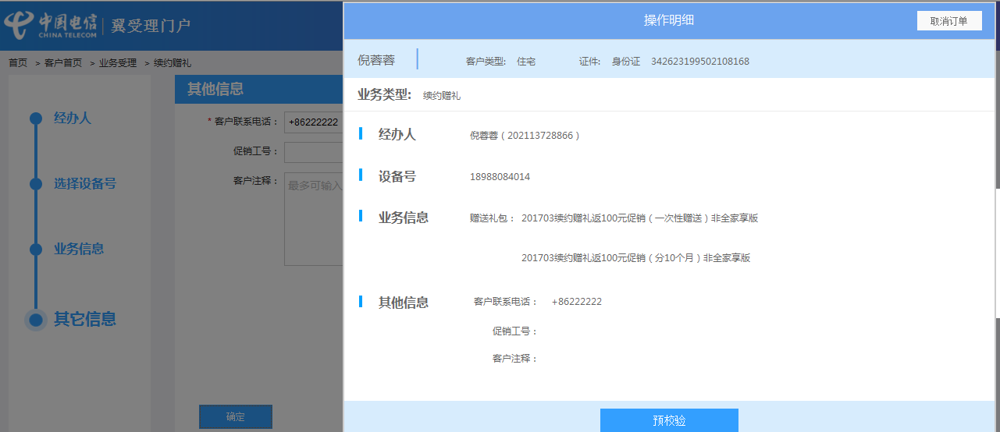 中国电信 CHINA TELECOM 翼受理门户
首页 > 客户首页 > 业务受理 > 续约赠礼
经办人
选择设备号
业务信息
其它信息
其他信息
* 客户联系电话： +86222222
促销工号：
客户注释： 最多可输入
确定
操作明细
取消订单
倪蓉蓉 客户类型: 住宅 证件: 身份证 342623199502108168
业务类型: 续约赠礼
经办人 倪蓉蓉（202113728866）
设备号 18988084014
业务信息 赠送礼包： 201703续约赠礼返100元促销（一次性赠送）非全家享版
201703续约赠礼返100元促销（分10个月）非全家享版
其他信息 客户联系电话： +86222222
促销工号：
客户注释：
预校验